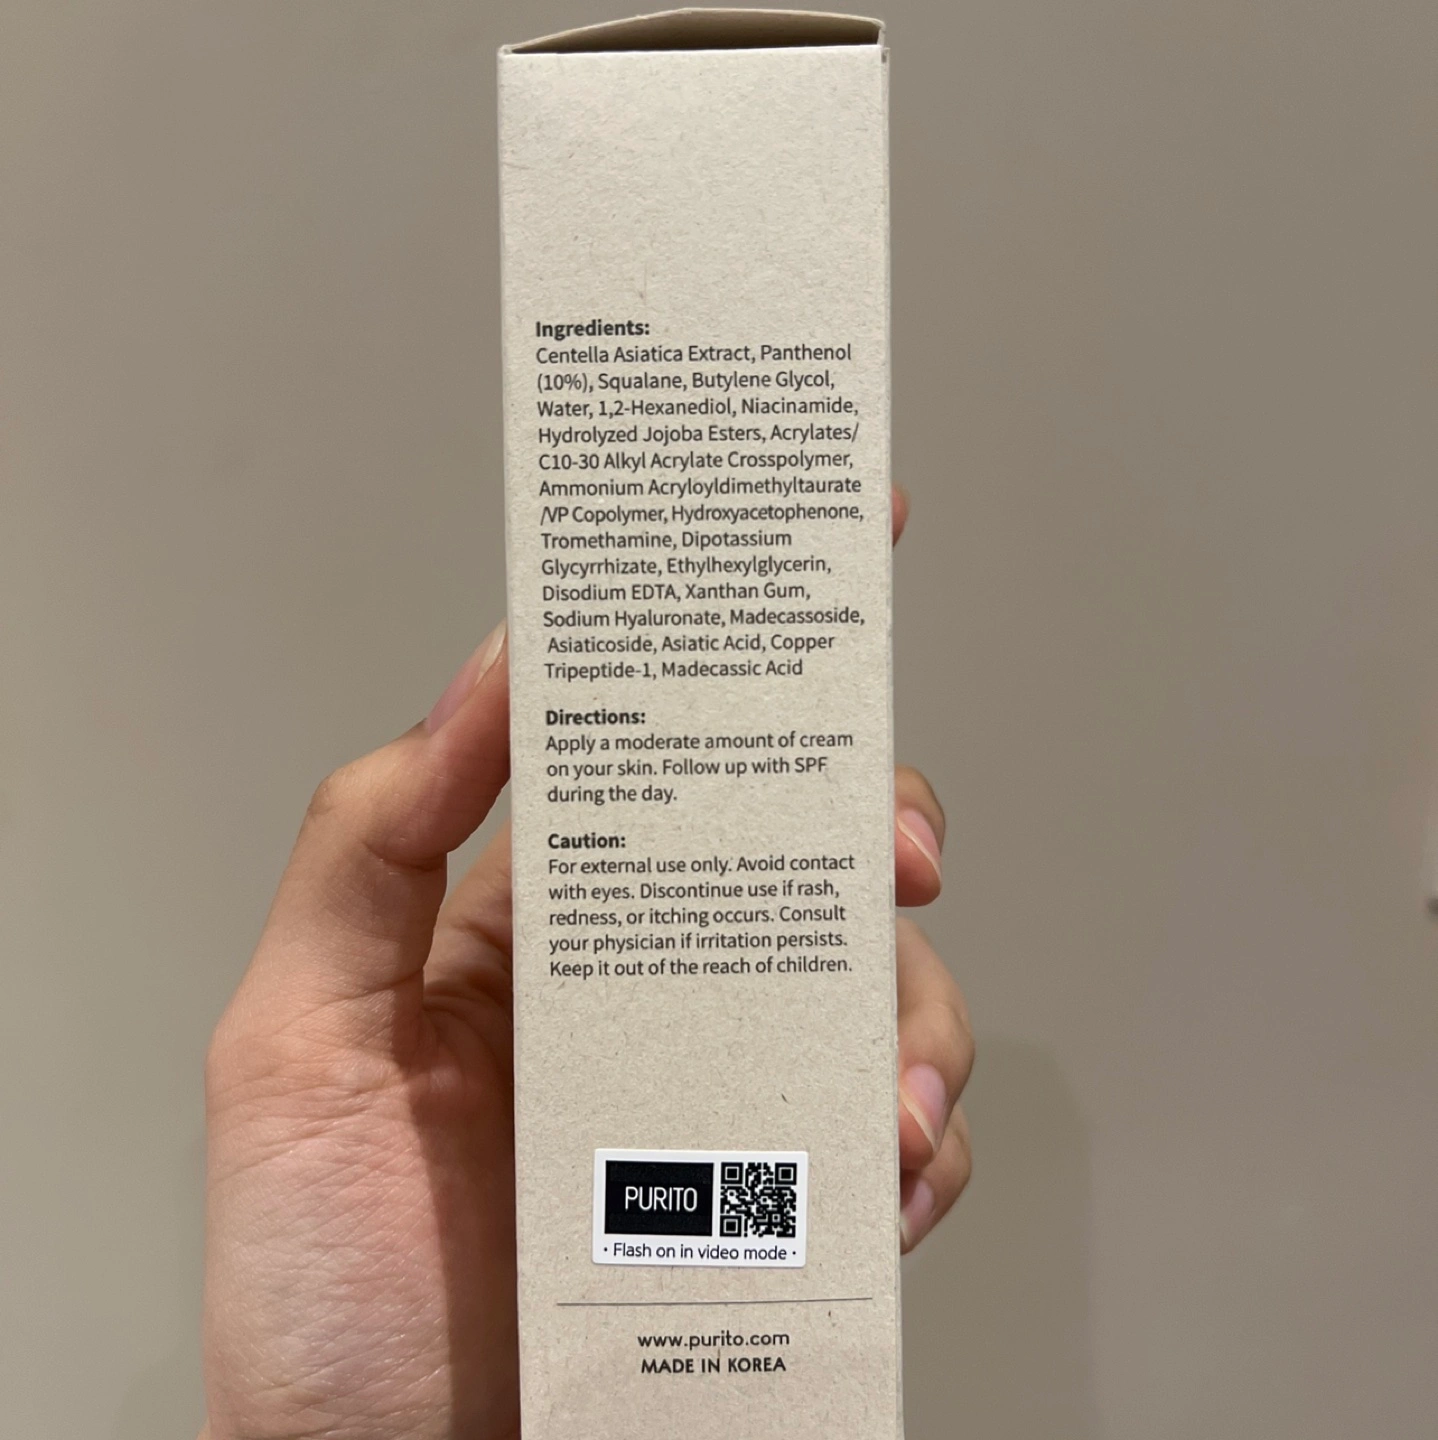 Ingredients:
Centella Asiatica Extract, Panthenol
(10%), Squalane, Butylene Glycol,
Water, 1,2-Hexanediol, Niacinamide,
Hydrolyzed Jojoba Esters, Acrylates/
C10-30 Alkyl Acrylate Crosspolymer,
Ammonium Acryloyldimethyltaurate
/VP Copolymer, Hydroxyacetophenone,
Tromethamine, Dipotassium
Glycyrrhizate, Ethylhexylglycerin,
Disodium EDTA, Xanthan Gum,
Sodium Hyaluronate, Madecassoside,
Asiaticoside, Asiatic Acid, Copper
Tripeptide-1, Madecassic Acid
Directions:
Apply a moderate amount of cream
on your skin. Follow up with SPF
during the day.
Caution:
For external use only. Avoid contact
with eyes. Discontinue use if rash,
redness, or itching occurs. Consult
your physician if irritation persists.
Keep it out of the reach of children.
PURITO
· Flash on in video mode ·
www.purito.com
MADE IN KOREA